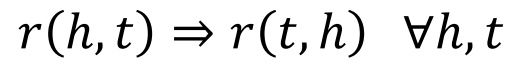 r(h, t) ⇒ r(t, h) ∀h, t